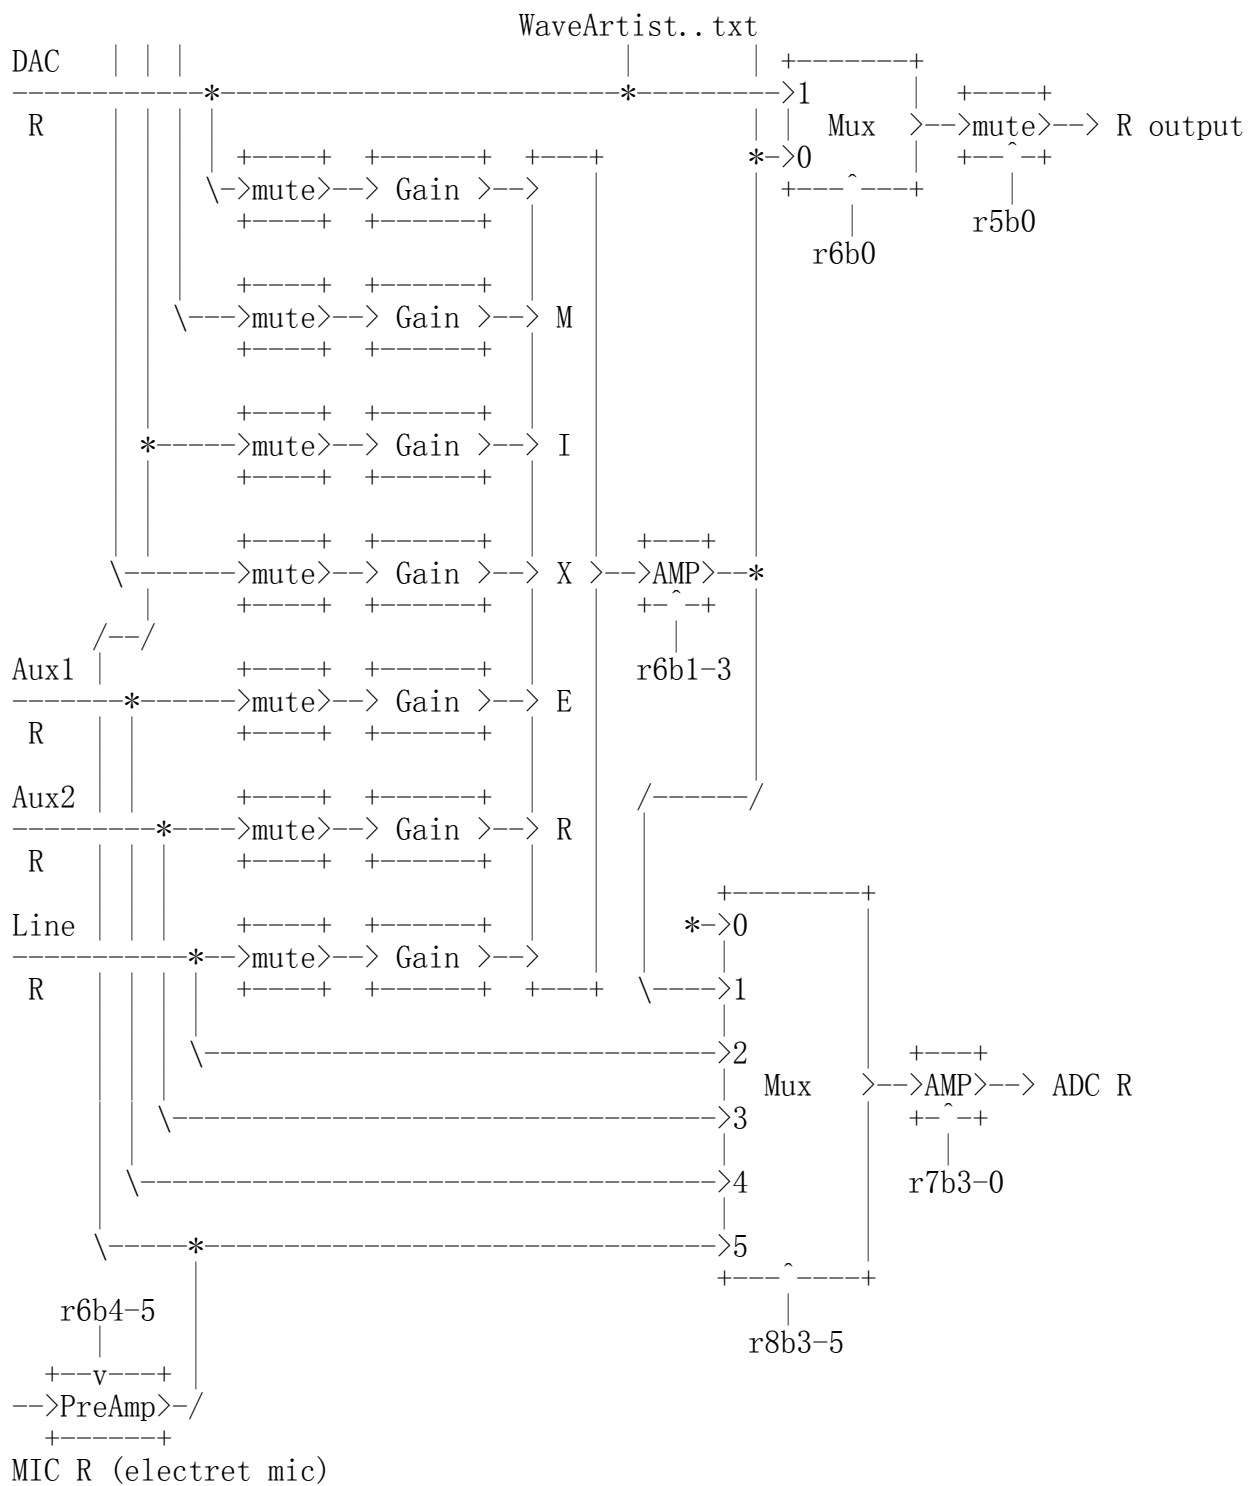 WaveArtist..txt
DAC | | | | | +-------+
-------------*-------------------------*--------->1 +----+
R | | | | | | Mux >-->mute>--> R output
+----+ +------+ +---+ *->0 | +--^-+
\->mute>--> Gain >--> | +---^---+ |
+----+ +------+ | | r5b0
r6b0
+----+ +------+
\--->mute>--> Gain >--> M
+----+ +------+
+----+ +------+
*----->mute>--> Gain >--> I
+----+ +------+
+----+ +------+ +---+
\------->mute>--> Gain >--> X >-->AMP>--*
+----+ +------+ +-^-+
/--/
Aux1 +----+ +------+ r6b1-3
-------*------>mute>--> Gain >--> E
R +----+ +------+
Aux2 +----+ +------+ /------/
---------*---->mute>--> Gain >--> R
R +----+ +------+
+---------+
Line +----+ +------+ *->0
-----------*-->mute>--> Gain >-->
R +----+ +------+ +---+ \---->1
\-------------------------------->2 +---+
Mux >-->AMP>--> ADC R
\---------------------------------->3 +-^-+
\------------------------------------>4 r7b3-0
\-----*-------------------------------->5
+---^-----+
r6b4-5
r8b3-5
+--v---+
-->PreAmp>-/
+------+
MIC R (electret mic)